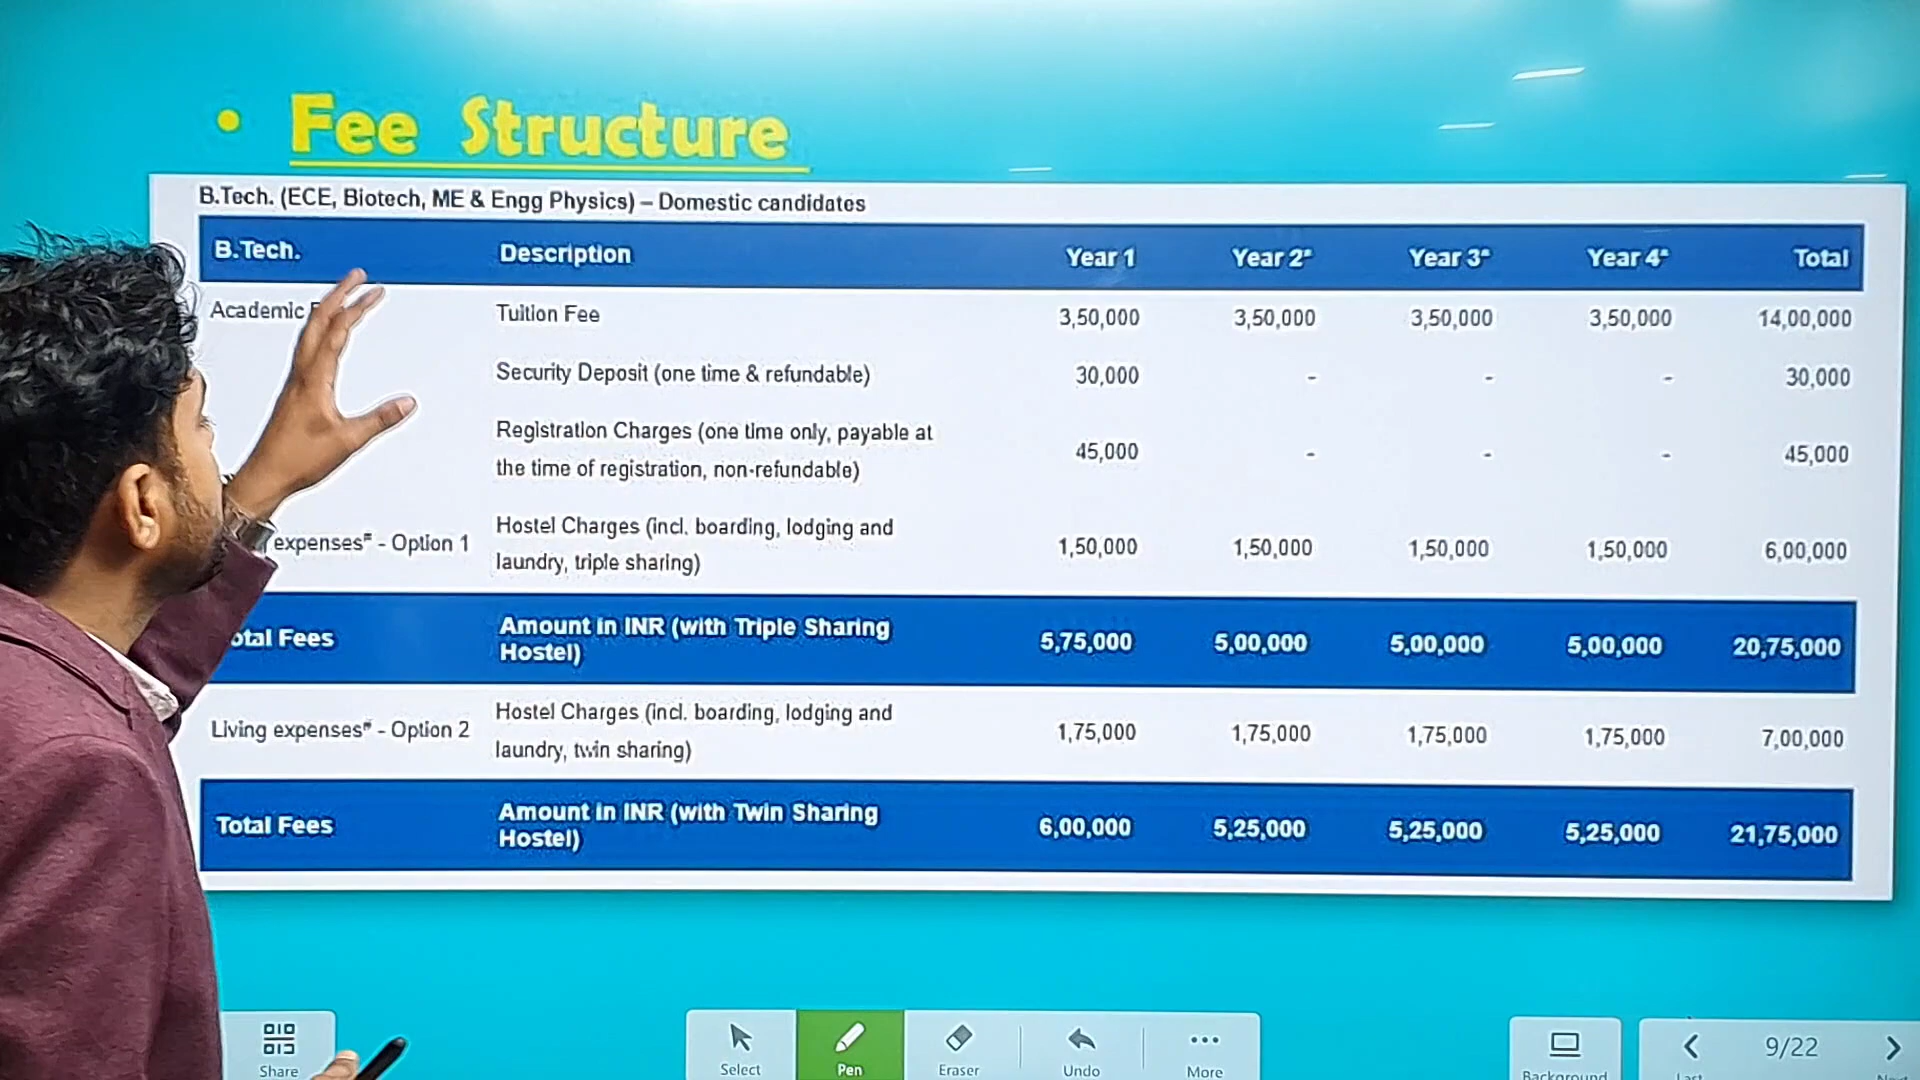 • Fee Structure
B.Tech. (ECE, Biotech, ME & Engg Physics) – Domestic candidates
B.Tech. Description Year 1 Year 2* Year 3* Year 4* Total
Academic Tuition Fee 3,50,000 3,50,000 3,50,000 3,50,000 14,00,000
Security Deposit (one time & refundable) 30,000 - - - 30,000
Registration Charges (one time only, payable at
the time of registration, non-refundable) 45,000 - - - 45,000
expenses# - Option 1 Hostel Charges (incl. boarding, lodging and
laundry, triple sharing) 1,50,000 1,50,000 1,50,000 1,50,000 6,00,000
otal Fees Amount in INR (with Triple Sharing
Hostel) 5,75,000 5,00,000 5,00,000 5,00,000 20,75,000
Living expenses# - Option 2 Hostel Charges (incl. boarding, lodging and
laundry, twin sharing) 1,75,000 1,75,000 1,75,000 1,75,000 7,00,000
Total Fees Amount in INR (with Twin Sharing
Hostel) 6,00,000 5,25,000 5,25,000 5,25,000 21,75,000
Share Select Pen Eraser Undo More Background 9/22